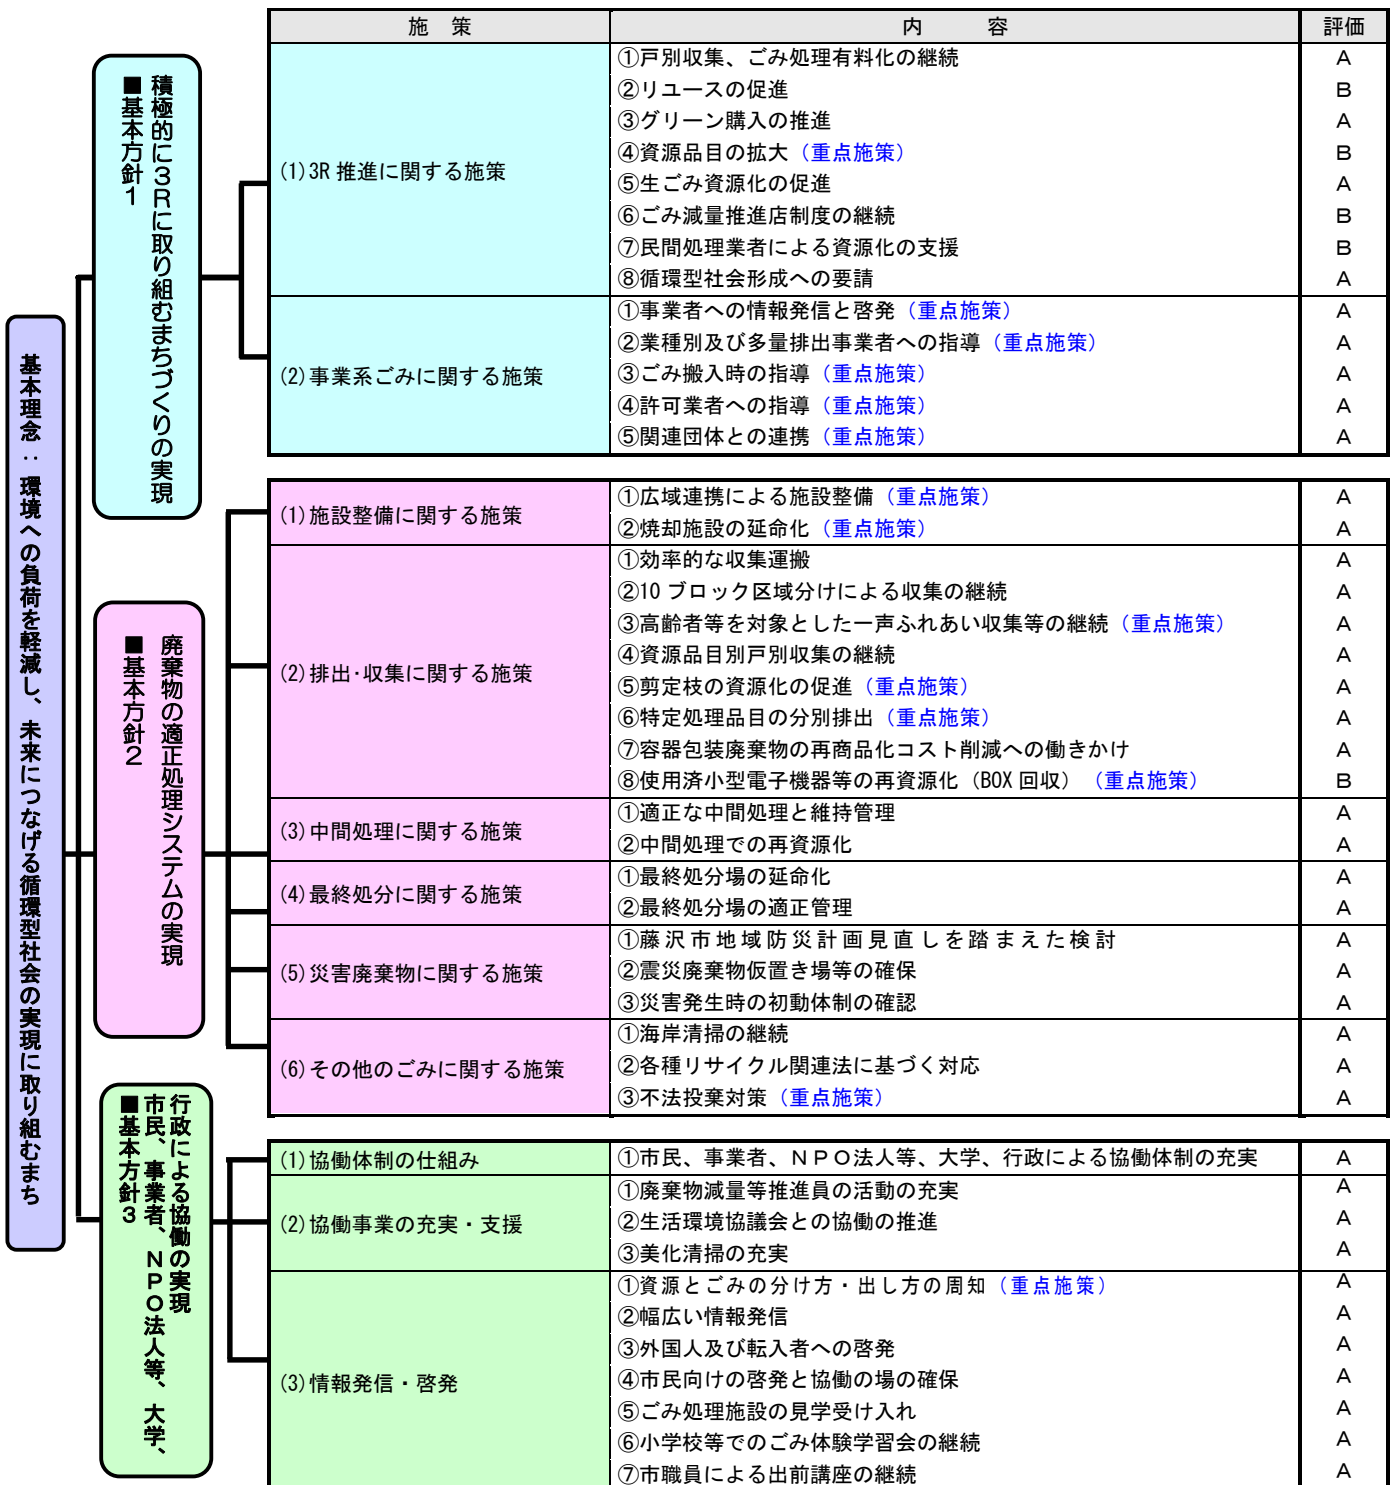 基本理念：環境への負荷を軽減し、未来につなげる循環型社会の実現に取り組むまち
■基本方針１
積極的に３Ｒに取り組むまちづくりの実現
施　策　内　容　評価
(1)3R 推進に関する施策
①戸別収集、ごみ処理有料化の継続　Ａ
②リユースの促進　Ｂ
③グリーン購入の推進　Ａ
④資源品目の拡大（重点施策）　Ｂ
⑤生ごみ資源化の促進　Ａ
⑥ごみ減量推進店制度の継続　Ｂ
⑦民間処理業者による資源化の支援　Ｂ
⑧循環型社会形成への要請　Ａ
(2)事業系ごみに関する施策
①事業者への情報発信と啓発（重点施策）　Ａ
②業種別及び多量排出事業者への指導（重点施策）　Ａ
③ごみ搬入時の指導（重点施策）　Ａ
④許可業者への指導（重点施策）　Ａ
⑤関連団体との連携（重点施策）　Ａ
■基本方針２
廃棄物の適正処理システムの実現
(1)施設整備に関する施策
①広域連携による施設整備（重点施策）　Ａ
②焼却施設の延命化（重点施策）　Ａ
(2)排出･収集に関する施策
①効率的な収集運搬　Ａ
②10 ブロック区域分けによる収集の継続　Ａ
③高齢者等を対象とした一声ふれあい収集等の継続（重点施策）　Ａ
④資源品目別戸別収集の継続　Ａ
⑤剪定枝の資源化の促進（重点施策）　Ａ
⑥特定処理品目の分別排出（重点施策）　Ａ
⑦容器包装廃棄物の再商品化コスト削減への働きかけ　Ａ
⑧使用済小型電子機器等の再資源化（BOX 回収）（重点施策）　Ｂ
(3)中間処理に関する施策
①適正な中間処理と維持管理　Ａ
②中間処理での再資源化　Ａ
(4)最終処分に関する施策
①最終処分場の延命化　Ａ
②最終処分場の適正管理　Ａ
(5)災害廃棄物に関する施策
①藤沢市地域防災計画見直しを踏まえた検討　Ａ
②震災廃棄物仮置き場等の確保　Ａ
③災害発生時の初動体制の確認　Ａ
(6)その他のごみに関する施策
①海岸清掃の継続　Ａ
②各種リサイクル関連法に基づく対応　Ａ
③不法投棄対策（重点施策）　Ａ
■基本方針３
市民、事業者、ＮＰＯ法人等、大学、
行政による協働の実現
(1)協働体制の仕組み
①市民、事業者、ＮＰＯ法人等、大学、行政による協働体制の充実　Ａ
(2)協働事業の充実・支援
①廃棄物減量等推進員の活動の充実　Ａ
②生活環境協議会との協働の推進　Ａ
③美化清掃の充実　Ａ
(3)情報発信・啓発
①資源とごみの分け方・出し方の周知（重点施策）　Ａ
②幅広い情報発信　Ａ
③外国人及び転入者への啓発　Ａ
④市民向けの啓発と協働の場の確保　Ａ
⑤ごみ処理施設の見学受け入れ　Ａ
⑥小学校等でのごみ体験学習会の継続　Ａ
⑦市職員による出前講座の継続　Ａ